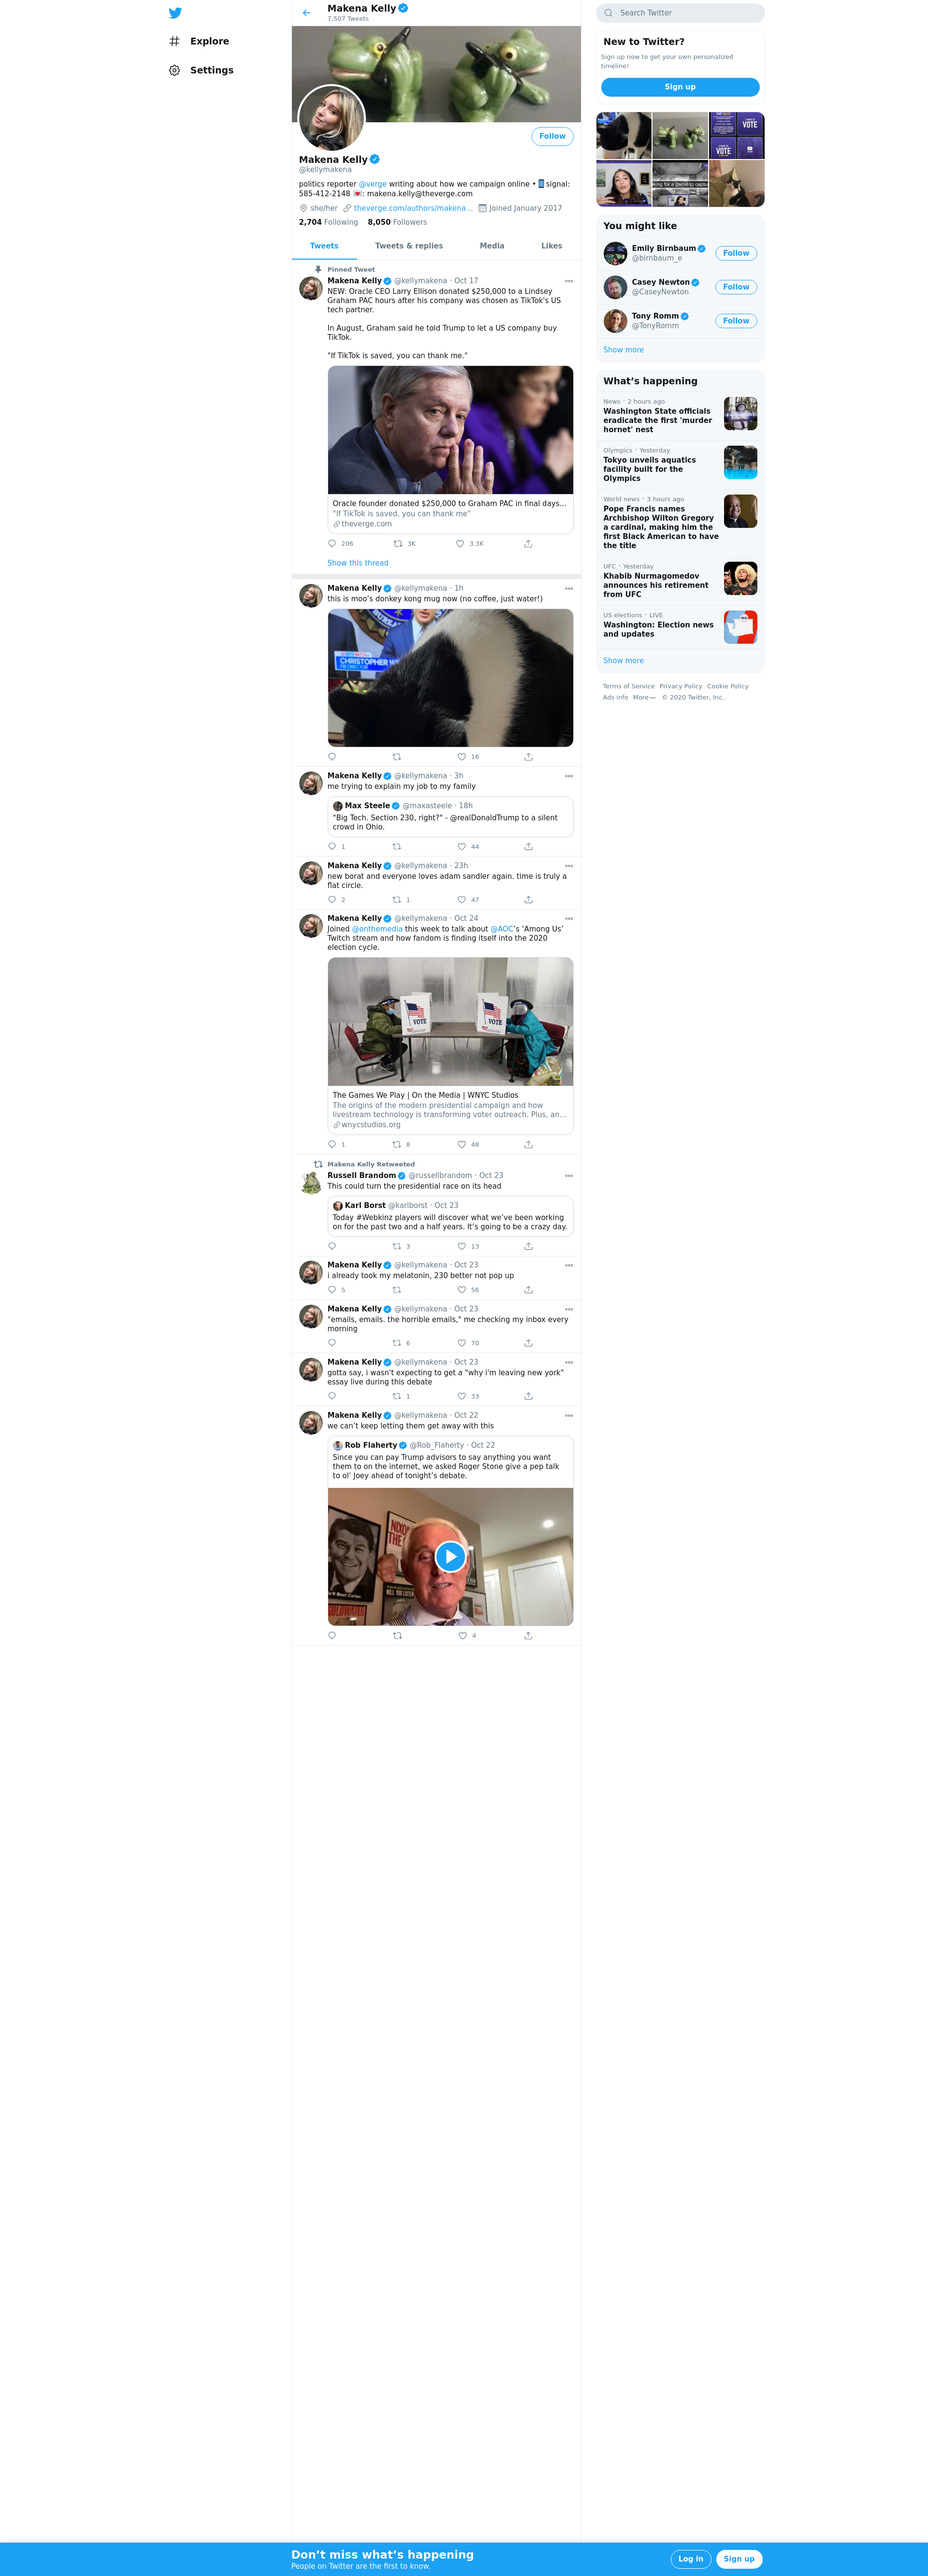 Explore
Settings
Makena Kelly
7,507 Tweets
Follow
Makena Kelly
@kellymakena
politics reporter @verge writing about how we campaign online • 📱signal:
585-412-2148 💌: makena.kelly@theverge.com
she/her theverge.com/authors/makena… Joined January 2017
2,704 Following 8,050 Followers
Tweets Tweets & replies Media Likes
Pinned Tweet
Makena Kelly @kellymakena · Oct 17
NEW: Oracle CEO Larry Ellison donated $250,000 to a Lindsey
Graham PAC hours after his company was chosen as TikTok's US
tech partner.
In August, Graham said he told Trump to let a US company buy
TikTok.
"If TikTok is saved, you can thank me."
Oracle founder donated $250,000 to Graham PAC in final days…
"If TikTok is saved, you can thank me"
theverge.com
206 3K 3.3K
Show this thread
Makena Kelly @kellymakena · 1h
this is moo’s donkey kong mug now (no coffee, just water!)
CHRISTOPHER W
16
Makena Kelly @kellymakena · 3h
me trying to explain my job to my family
Max Steele @maxasteele · 18h
"Big Tech. Section 230, right?" - @realDonaldTrump to a silent
crowd in Ohio.
1 44
Makena Kelly @kellymakena · 23h
new borat and everyone loves adam sandler again. time is truly a
flat circle.
2 1 47
Makena Kelly @kellymakena · Oct 24
Joined @onthemedia this week to talk about @AOC’s ‘Among Us’
Twitch stream and how fandom is finding itself into the 2020
election cycle.
VOTE VOTE
The Games We Play | On the Media | WNYC Studios
The origins of the modern presidential campaign and how
livestream technology is transforming voter outreach. Plus, an…
wnycstudios.org
1 8 48
Makena Kelly Retweeted
Russell Brandom @russellbrandom · Oct 23
This could turn the presidential race on its head
Karl Borst @karlborst · Oct 23
Today #Webkinz players will discover what we’ve been working
on for the past two and a half years. It’s going to be a crazy day.
3 13
Makena Kelly @kellymakena · Oct 23
i already took my melatonin, 230 better not pop up
5 56
Makena Kelly @kellymakena · Oct 23
"emails, emails. the horrible emails," me checking my inbox every
morning
6 70
Makena Kelly @kellymakena · Oct 23
gotta say, i wasn't expecting to get a "why i'm leaving new york"
essay live during this debate
1 33
Makena Kelly @kellymakena · Oct 22
we can’t keep letting them get away with this
Rob Flaherty @Rob_Flaherty · Oct 22
Since you can pay Trump advisors to say anything you want
them to on the internet, we asked Roger Stone give a pep talk
to ol’ Joey ahead of tonight’s debate.
4
Search Twitter
New to Twitter?
Sign up now to get your own personalized
timeline!
Sign up
VOTE
VOTE
You might like
Emily Birnbaum
@birnbaum_e
Follow
Casey Newton
@CaseyNewton
Follow
Tony Romm
@TonyRomm
Follow
Show more
What’s happening
News · 2 hours ago
Washington State officials
eradicate the first 'murder
hornet' nest
Olympics · Yesterday
Tokyo unveils aquatics
facility built for the
Olympics
World news · 3 hours ago
Pope Francis names
Archbishop Wilton Gregory
a cardinal, making him the
first Black American to have
the title
UFC · Yesterday
Khabib Nurmagomedov
announces his retirement
from UFC
US elections · LIVE
Washington: Election news
and updates
Show more
Terms of Service Privacy Policy Cookie Policy
Ads info More ••• © 2020 Twitter, Inc.
Don’t miss what’s happening
People on Twitter are the first to know.
Log in
Sign up